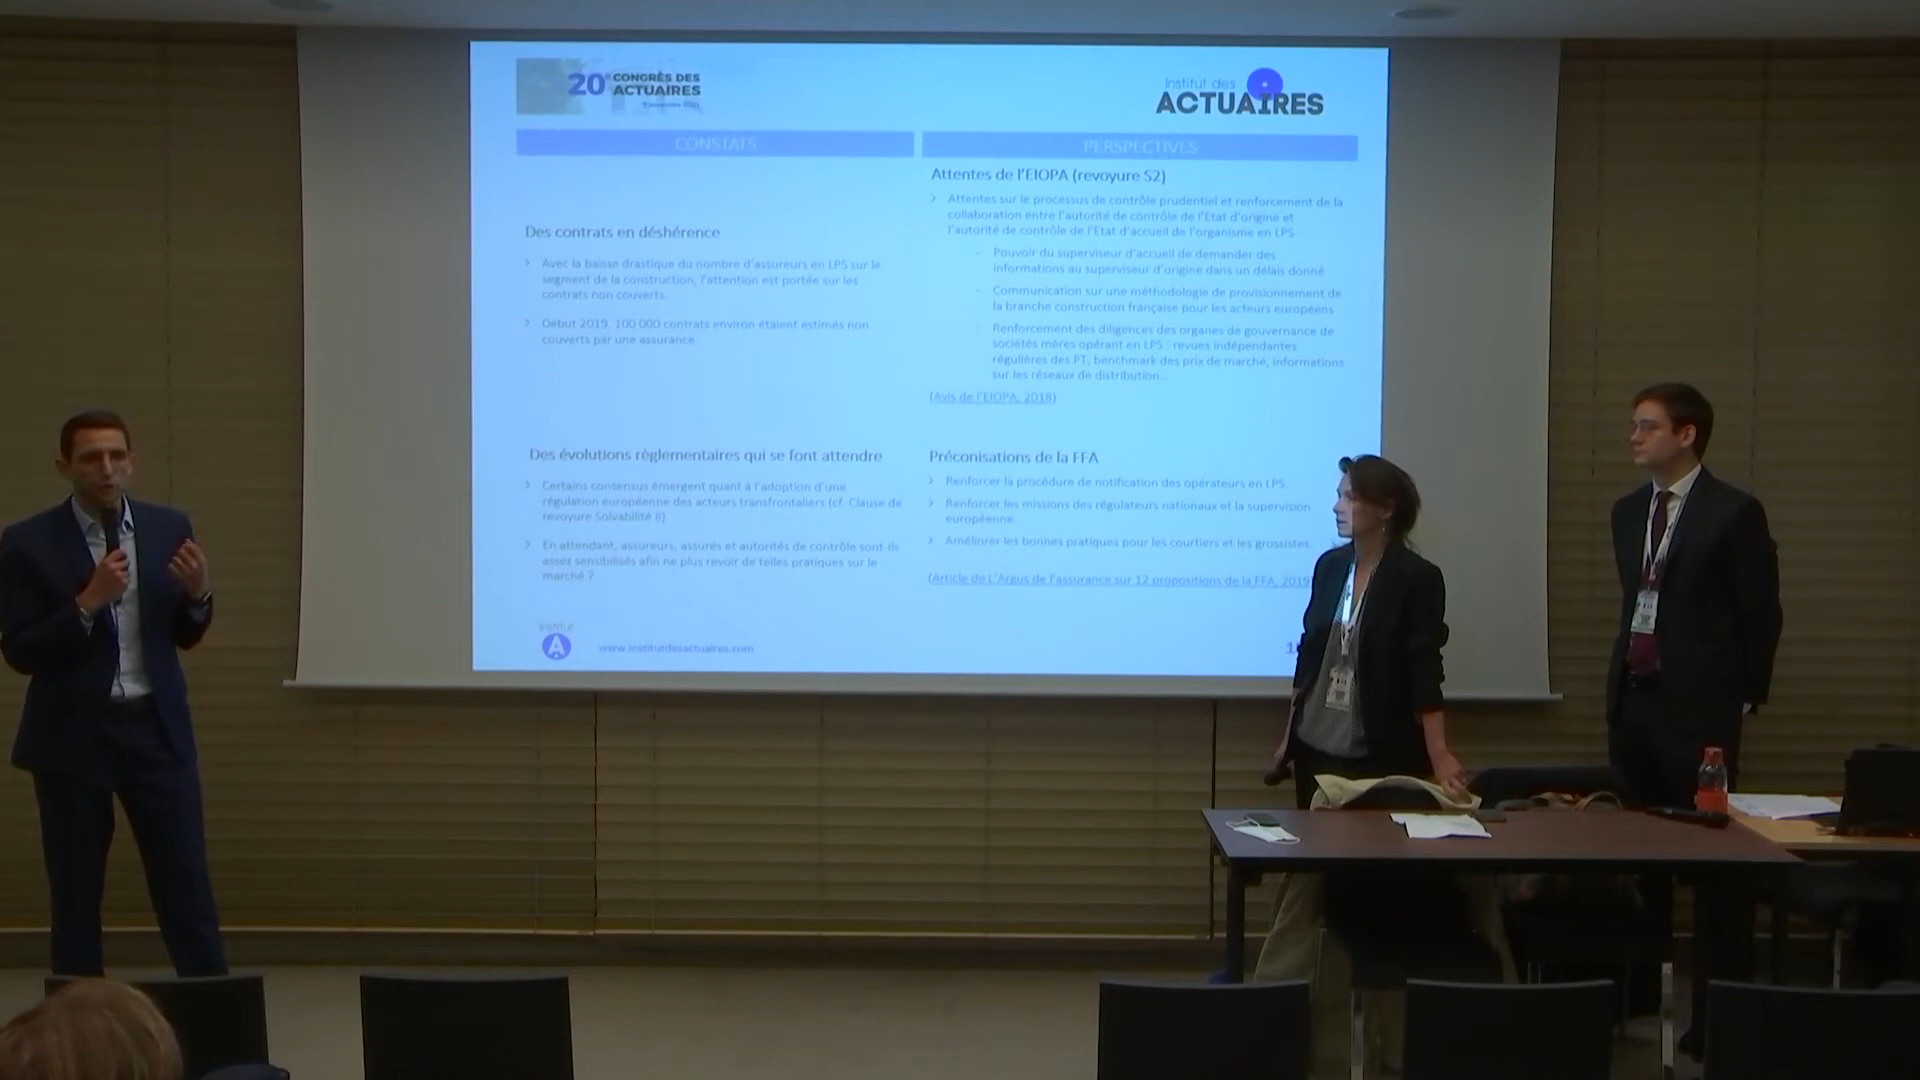 20e CONGRÈS DES
ACTUAIRES
Institut des
ACTUAIRES
CONSTATS
Des contrats en déshérence
> Avec la baisse drastique du nombre d'assureurs en LPS sur le
segment de la construction, l'attention est portée sur les
contrats non couverts.
> Début 2019, 100 000 contrats environ étaient estimés non
couverts par une assurance.
Des évolutions règlementaires qui se font attendre
> Certains consensus émergent quant à l'adoption d'une
régulation européenne des acteurs transfrontaliers (cf. Clause de
revoyure Solvabilité II)
> En attendant, assureurs, assurés et autorités de contrôle sont-ils
assez sensibilisés afin ne plus revoir de telles pratiques sur le
marché ?
PERSPECTIVES
Attentes de l'EIOPA (revoyure S2)
> Attentes sur le processus de contrôle prudentiel et renforcement de la
collaboration entre l'autorité de contrôle de l'Etat d'origine et
l'autorité de contrôle de l'Etat d'accueil de l'organisme en LPS
- Pouvoir du superviseur d'accueil de demander des
informations au superviseur d'origine dans un délais donné
- Communication sur une méthodologie de provisionnement de
la branche construction française pour les acteurs européens
Renforcement des diligences des organes de gouvernance de
sociétés mères opérant en LPS : revues indépendantes
régulières des PT, benchmark des prix de marché, informations
sur les réseaux de distribution...
(Avis de l'EIOPA, 2018)
Préconisations de la FFA
> Renforcer la procédure de notification des opérateurs en LPS.
> Renforcer les missions des régulateurs nationaux et la supervision
européenne.
> Améliorer les bonnes pratiques pour les courtiers et les grossistes.
(Article de L'Argus de l'assurance sur 12 propositions de la FFA, 2019
Institut
A
www.institutdesactuaires.com